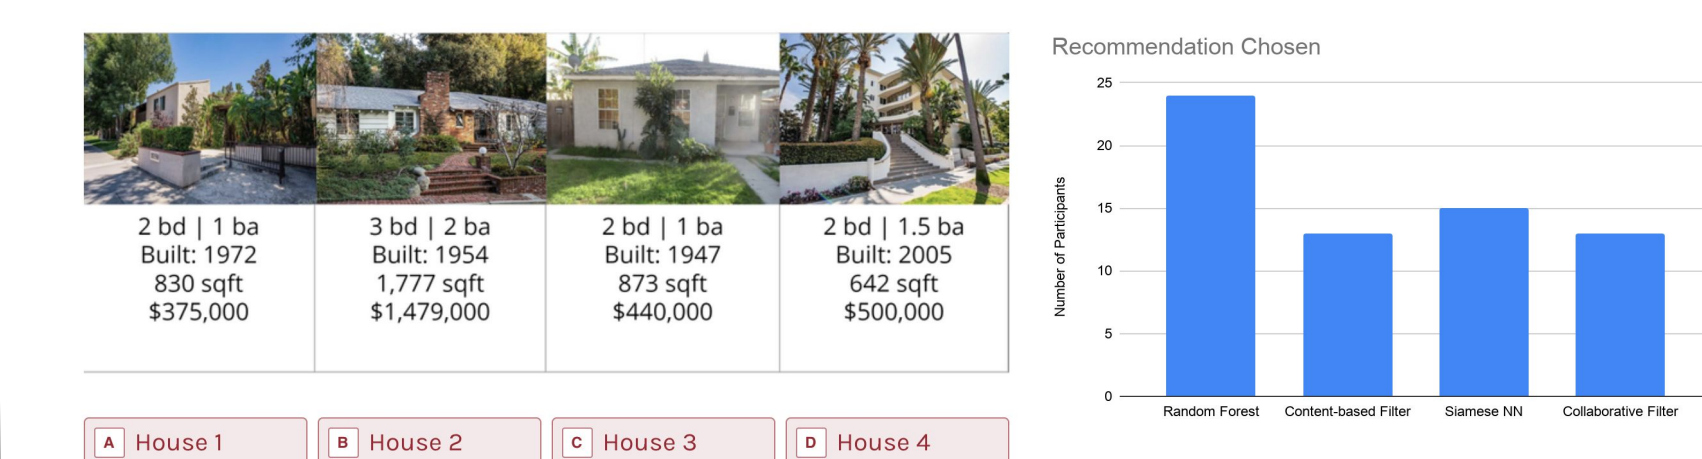 2 bd | 1 ba
Built: 1972
830 sqft
$375,000
3 bd | 2 ba
Built: 1954
1,777 sqft
$1,479,000
2 bd | 1 ba
Built: 1947
873 sqft
$440,000
2 bd | 1.5 ba
Built: 2005
642 sqft
$500,000
A House 1
B House 2
C House 3
D House 4
Recommendation Chosen
Number of Participants
25
20
15
10
5
0
Random Forest
Content-based Filter
Siamese NN
Collaborative Filter